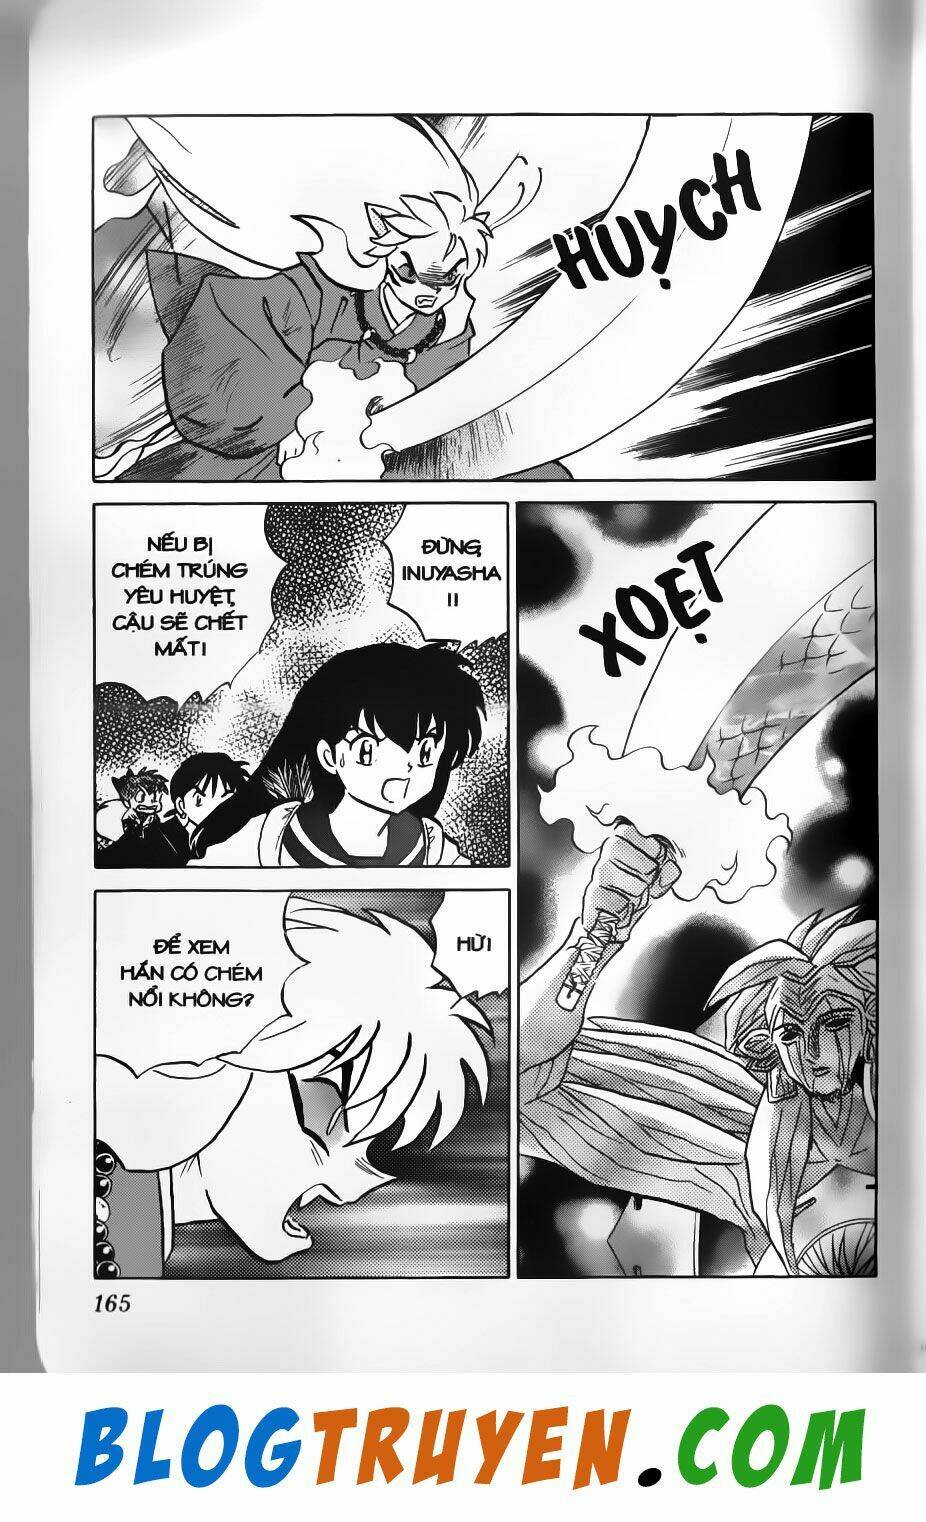 HUỴCH
ĐỪNG,
INUYASHA
!!
NẾU BỊ
CHÉM TRÚNG
YÊU HUYỆT,
CẬU SẼ CHẾT
MẤT!
XOẸT
HỪ!
ĐỂ XEM
HẮN CÓ CHÉM
NỔI KHÔNG?
165
BLOGTRUYEN.COM